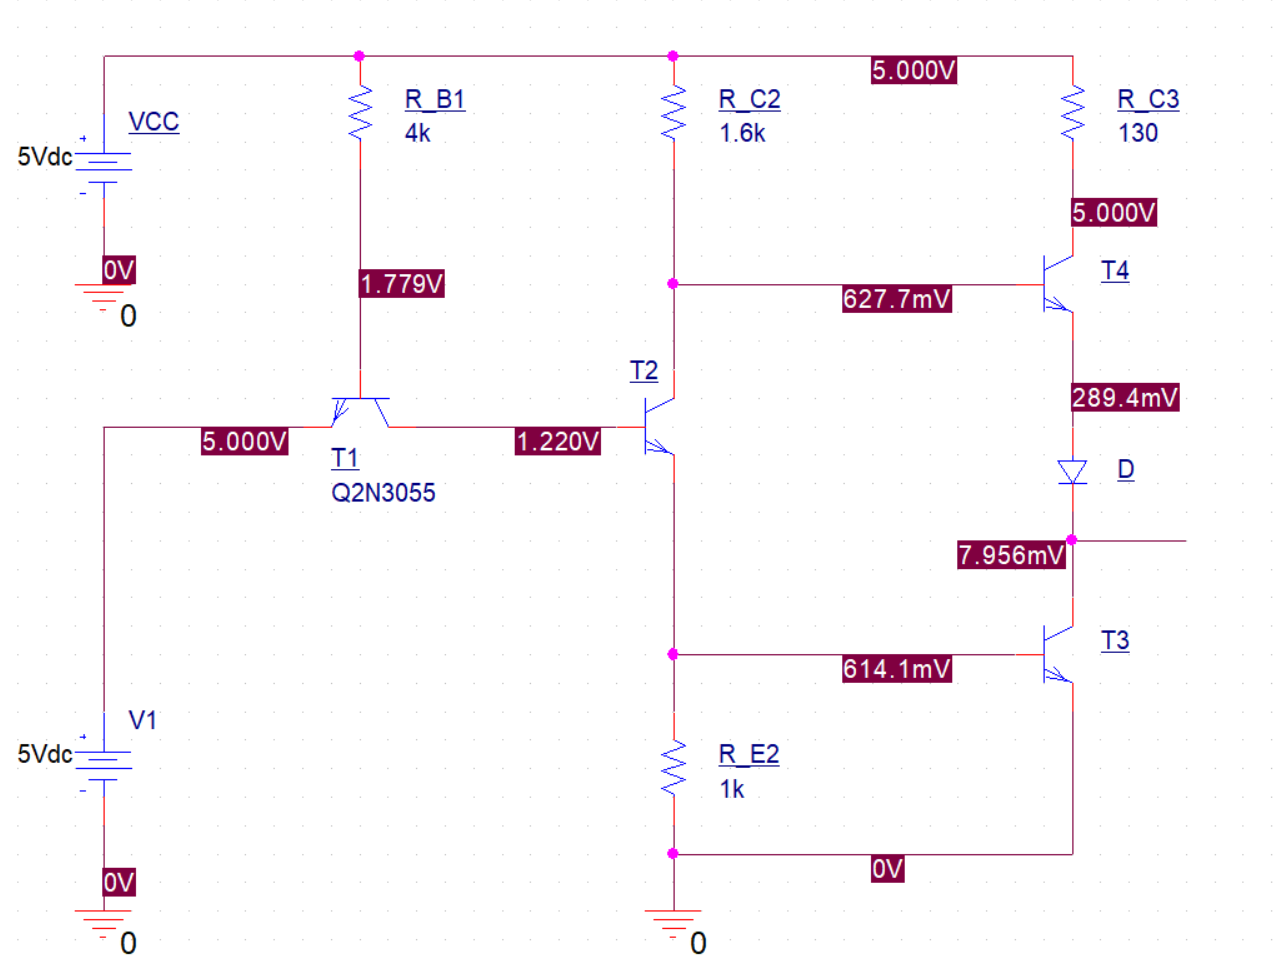 5.000V
R_B1
4k
R_C2
1.6k
R_C3
130
VCC
5Vdc
+
-
0V
0
1.779V
5.000V
T4
627.7mV
T2
289.4mV
5.000V
1.220V
T1
Q2N3055
D
7.956mV
T3
614.1mV
V1
5Vdc
+
-
R_E2
1k
0V
0V
0
0